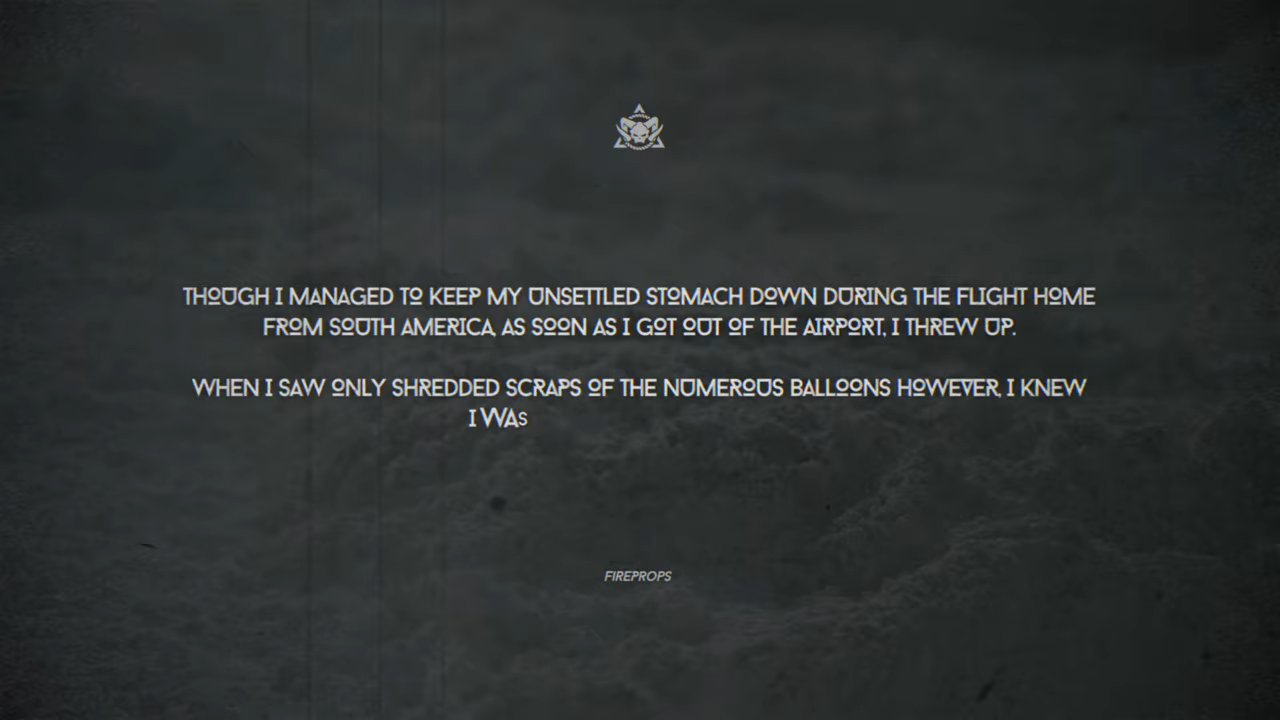 THOUGH I MANAGED TO KEEP MY UNSETTLED STOMACH DOWN DURING THE FLIGHT HOME
FROM SOUTH AMERICA, AS SOON AS I GOT OUT OF THE AIRPORT, I THREW UP.
WHEN I SAW ONLY SHREDDED SCRAPS OF THE NUMEROUS BALLOONS HOWEVER, I KNEW
I WAS
FIREPROPS